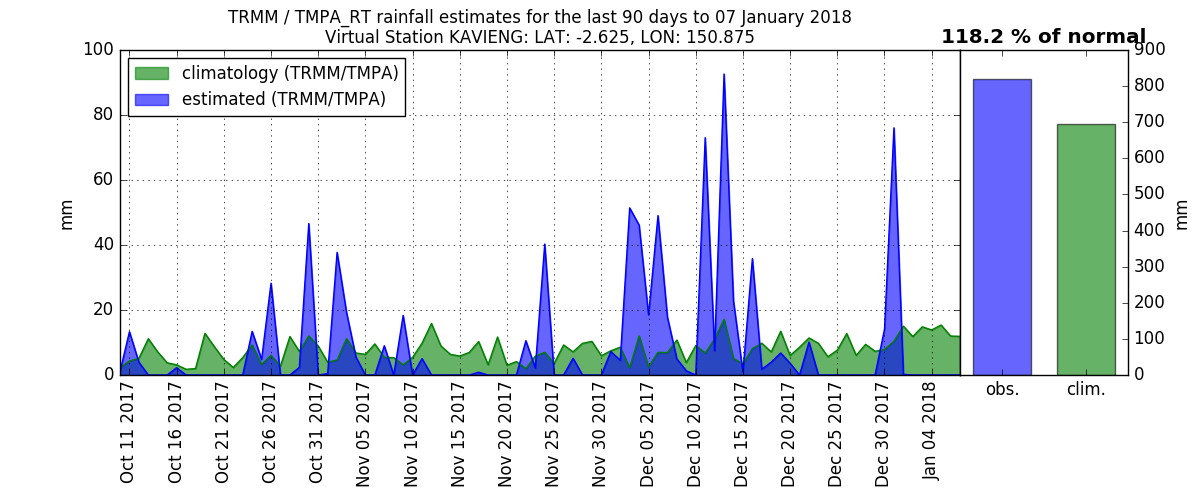 TRMM / TMPA_RT rainfall estimates for the last 90 days to 07 January 2018
Virtual Station KAVIENG: LAT: -2.625, LON: 150.875
118.2 % of normal
climatology (TRMM/TMPA)
estimated (TRMM/TMPA)
mm
100
80
60
40
20
0
Oct 11 2017
Oct 16 2017
Oct 21 2017
Oct 26 2017
Oct 31 2017
Nov 05 2017
Nov 10 2017
Nov 15 2017
Nov 20 2017
Nov 25 2017
Nov 30 2017
Dec 05 2017
Dec 10 2017
Dec 15 2017
Dec 20 2017
Dec 25 2017
Dec 30 2017
Jan 04 2018
obs.
clim.
900
800
700
600
500
400
300
200
100
0
mm